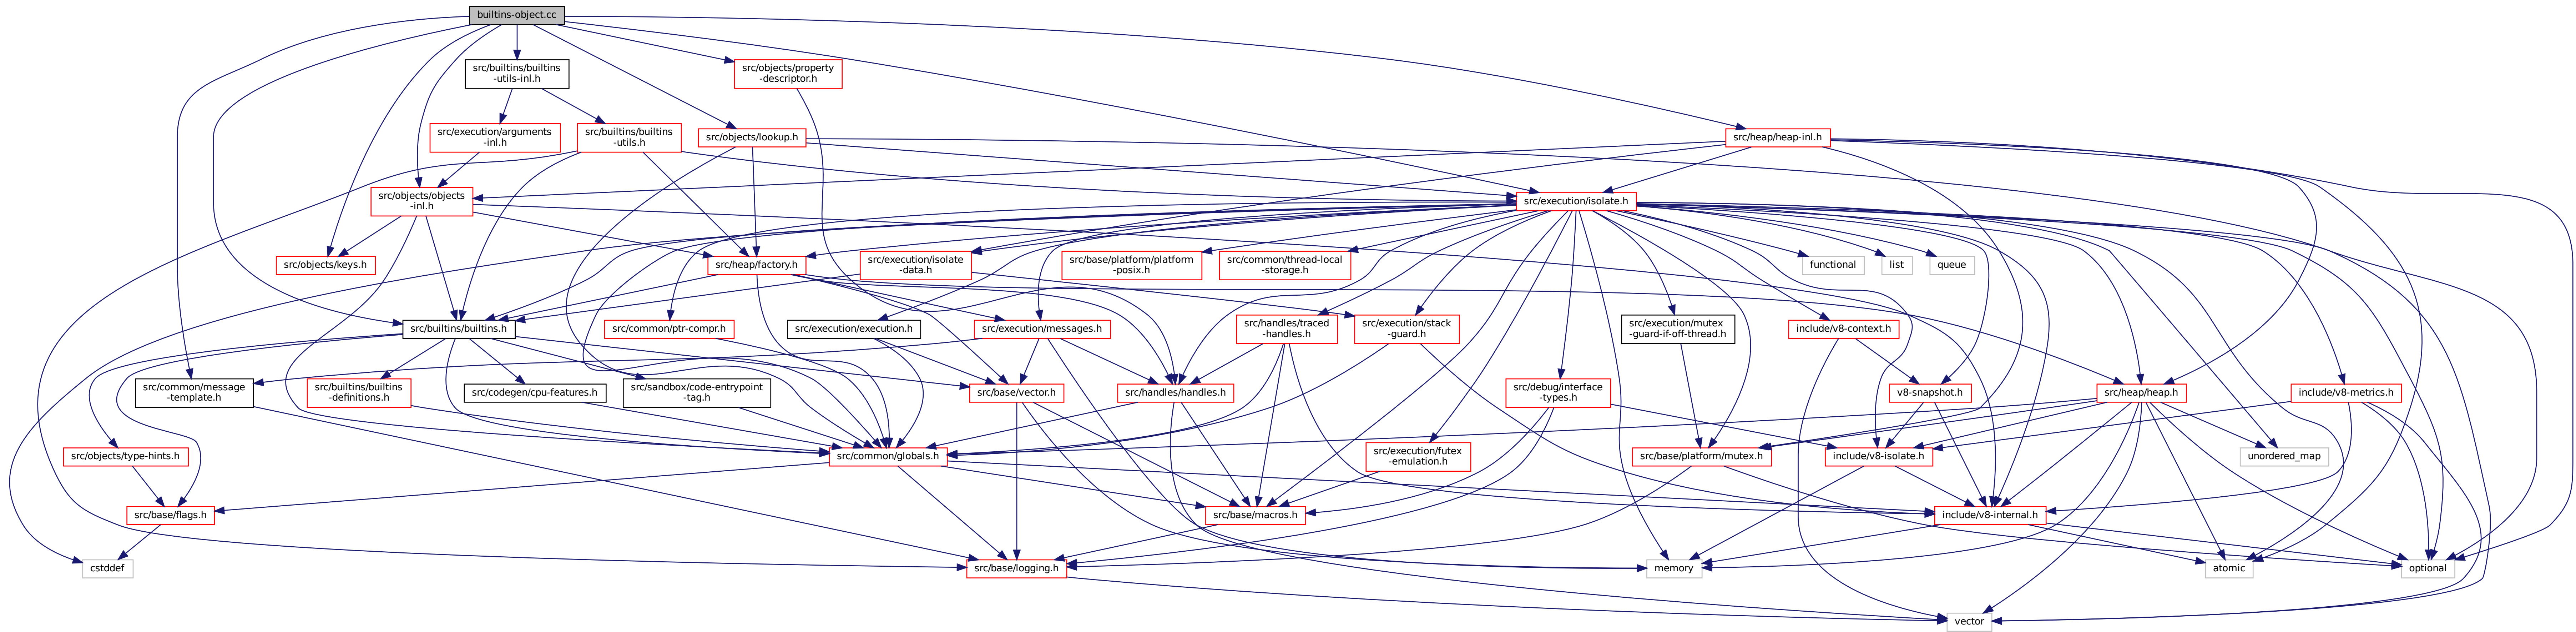 builtins-object.cc
src/builtins/builtins
-utils-inl.h
src/objects/property
-descriptor.h
src/execution/arguments
-inl.h
src/builtins/builtins
-utils.h
src/objects/lookup.h
src/heap/heap-inl.h
src/objects/objects
-inl.h
src/execution/isolate.h
src/objects/keys.h
src/heap/factory.h
src/execution/isolate
-data.h
src/base/platform/platform
-posix.h
src/common/thread-local
-storage.h
functional
list
queue
src/builtins/builtins.h
src/common/ptr-compr.h
src/execution/execution.h
src/execution/messages.h
src/handles/traced
-handles.h
src/execution/stack
-guard.h
src/execution/mutex
-guard-if-off-thread.h
include/v8-context.h
src/common/message
-template.h
src/builtins/builtins
-definitions.h
src/codegen/cpu-features.h
src/sandbox/code-entrypoint
-tag.h
src/base/vector.h
src/handles/handles.h
src/debug/interface
-types.h
v8-snapshot.h
src/heap/heap.h
include/v8-metrics.h
src/objects/type-hints.h
src/common/globals.h
src/execution/futex
-emulation.h
src/base/platform/mutex.h
include/v8-isolate.h
unordered_map
src/base/flags.h
src/base/macros.h
include/v8-internal.h
cstddef
src/base/logging.h
memory
atomic
optional
vector